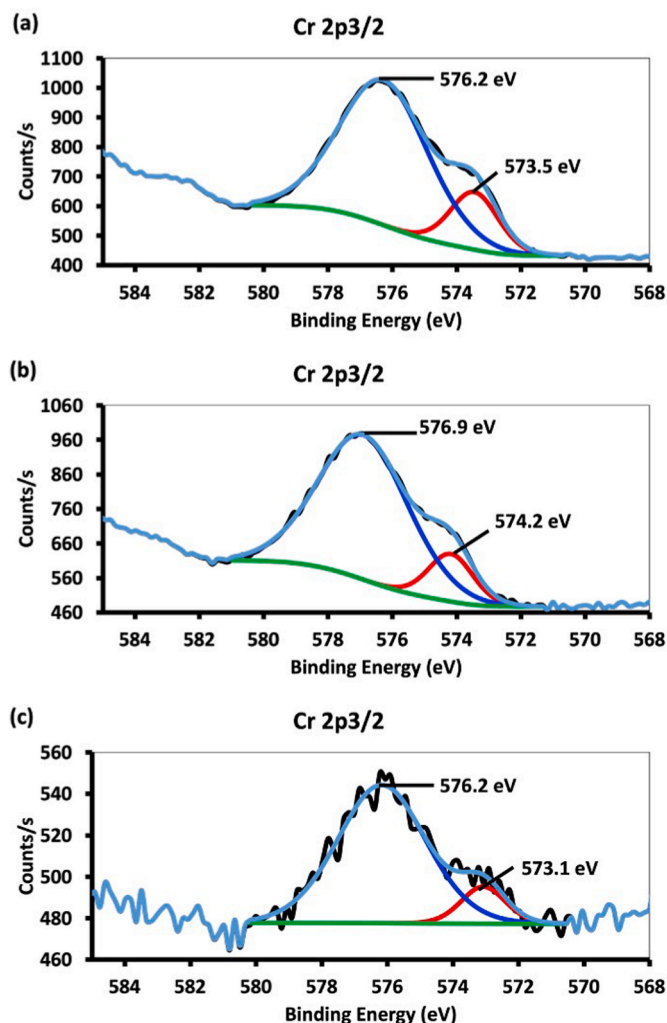 (a)
Cr 2p3/2
1100
1000
900
800
700
600
500
400
Counts/s
576.2 eV
573.5 eV
584 582 580 578 576 574 572 570 568
Binding Energy (eV)
(b)
Cr 2p3/2
1060
960
860
760
660
560
460
Counts/s
576.9 eV
574.2 eV
584 582 580 578 576 574 572 570 568
Binding Energy (eV)
(c)
Cr 2p3/2
560
540
520
500
480
460
Counts/s
576.2 eV
573.1 eV
584 582 580 578 576 574 572 570 568
Binding Energy (eV)